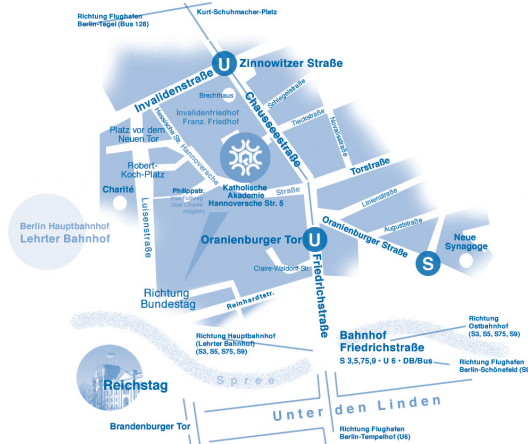 Kurt-Schumacher-Platz
Richtung Flughafen
Berlin-Tegel (Bus 128)
U
Zinnowitzer Straße
Invalidenstraße
Brechthaus
Schlegelstraße
Chausseestraße
Invalidenfriedhof
Franz. Friedhof
Tieckstraße
Novalisstraße
Hessische Str.
Hannoversche
Platz vor dem
Neuen Tor
Robert-
Koch-Platz
Torstraße
Charité
Philippstr.
Katholische
Akademie
Hannoversche Str. 5
Straße
Linienstraße
Luisenstraße
Auguststraße
Berlin Hauptbahnhof
Lehrter Bahnhof
Oranienburger Tor
U
Oranienburger Straße
S
Neue
Synagoge
Claire-Waldoff-Str.
Friedrichstraße
Richtung
Bundestag
Reinhardtstr.
Richtung Hauptbahnhof
(Lehrter Bahnhof)
(S3, S5, S75, S9)
Bahnhof
Friedrichstraße
S 3,5,75,9 • U 6 • DB/Bus
Richtung
Ostbahnhof
(S3, S5, S75, S9)
Richtung Flughafen
Berlin-Schönefeld (S9
Reichstag
Spree
Unter den Linden
Brandenburger Tor
Richtung Flughafen
Berlin-Tempelhof (U6)